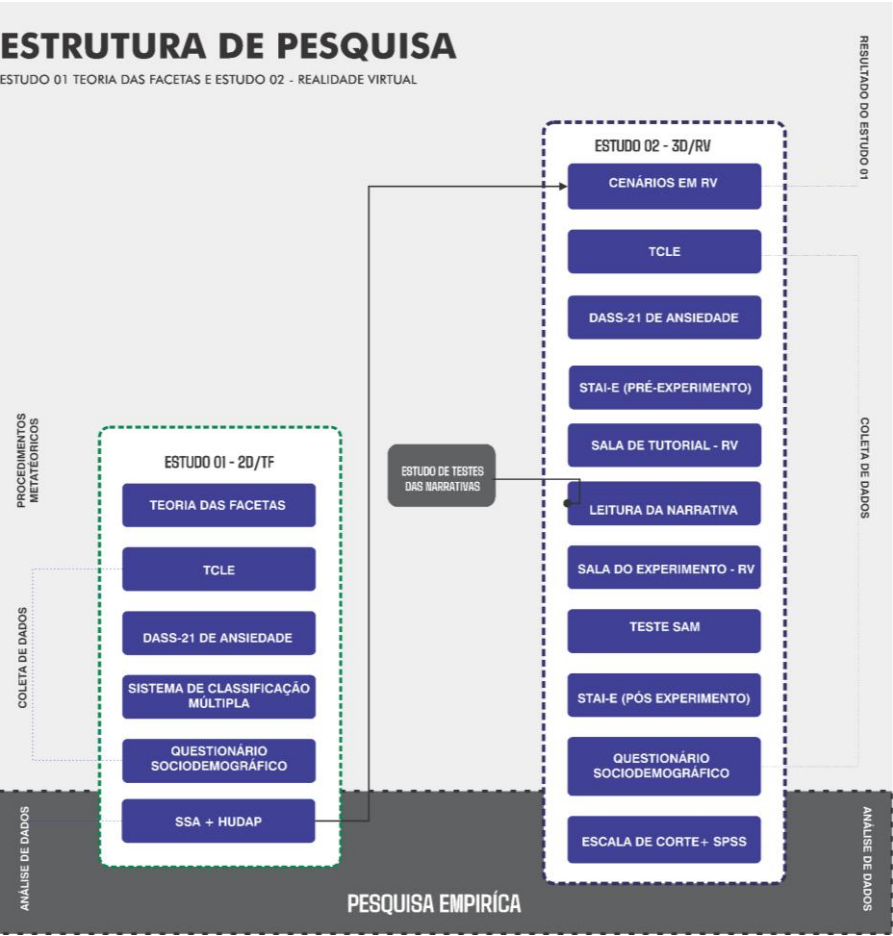 ESTRUTURA DE PESQUISA
ESTUDO 01 TEORIA DAS FACETAS E ESTUDO 02 - REALIDADE VIRTUAL
PROCEDIMENTOS
METATÉORICOS
COLETA DE DADOS
ANÁLISE DE DADOS
ESTUDO 01 - 2D/TF
TEORIA DAS FACETAS
TCLE
DASS-21 DE ANSIEDADE
SISTEMA DE CLASSIFICAÇÃO
MÚLTIPLA
QUESTIONÁRIO
SOCIODEMOGRÁFICO
SSA + HUDAP
ESTUDO DE TESTES
DAS NARRATIVAS
ESTUDO 02 - 3D/RV
CENÁRIOS EM RV
TCLE
DASS-21 DE ANSIEDADE
STAI-E (PRÉ-EXPERIMENTO)
SALA DE TUTORIAL - RV
LEITURA DA NARRATIVA
SALA DO EXPERIMENTO - RV
TESTE SAM
STAI-E (PÓS EXPERIMENTO)
QUESTIONÁRIO
SOCIODEMOGRÁFICO
ESCALA DE CORTE+ SPSS
RESULTADO DO ESTUDO 01
COLETA DE DADOS
ANÁLISE DE DADOS
PESQUISA EMPIRÍCA